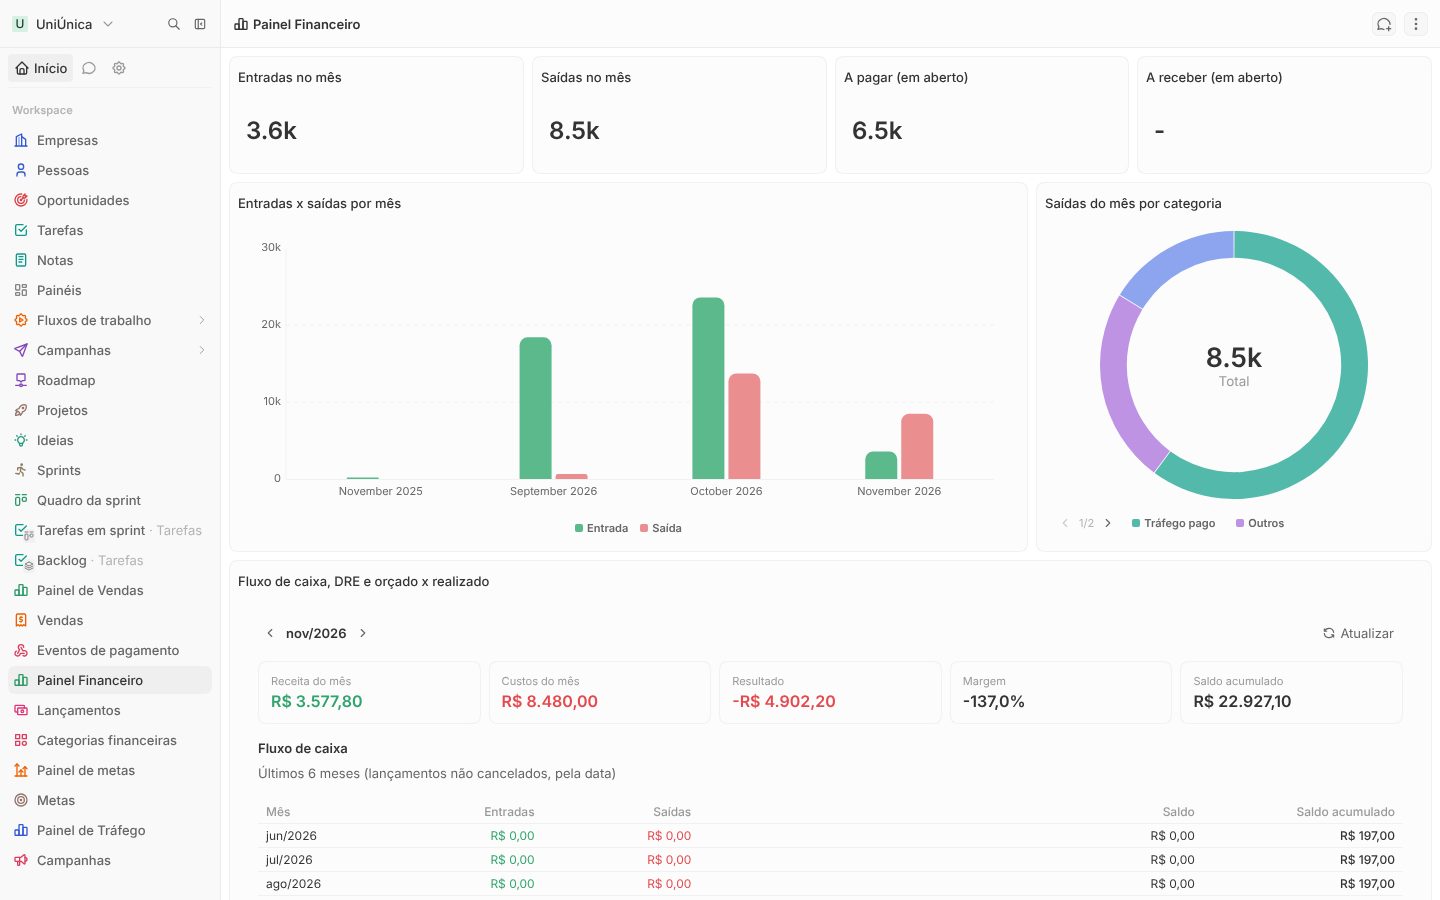 U UniÚnica
Início
Workspace
Empresas
Pessoas
Oportunidades
Tarefas
Notas
Painéis
Fluxos de trabalho
Campanhas
Roadmap
Projetos
Ideias
Sprints
Quadro da sprint
Tarefas em sprint · Tarefas
Backlog · Tarefas
Painel de Vendas
Vendas
Eventos de pagamento
Painel Financeiro
Lançamentos
Categorias financeiras
Painel de metas
Metas
Painel de Tráfego
Campanhas
Painel Financeiro
Entradas no mês
3.6k
Saídas no mês
8.5k
A pagar (em aberto)
6.5k
A receber (em aberto)
-
Entradas x saídas por mês
30k
20k
10k
0
November 2025 September 2026 October 2026 November 2026
Entrada Saída
Saídas do mês por categoria
8.5k
Total
1/2 Tráfego pago Outros
Fluxo de caixa, DRE e orçado x realizado
nov/2026
Atualizar
Receita do mês
R$ 3.577,80
Custos do mês
R$ 8.480,00
Resultado
-R$ 4.902,20
Margem
-137,0%
Saldo acumulado
R$ 22.927,10
Fluxo de caixa
Últimos 6 meses (lançamentos não cancelados, pela data)
Mês Entradas Saídas Saldo Saldo acumulado
jun/2026 R$ 0,00 R$ 0,00 R$ 0,00 R$ 197,00
jul/2026 R$ 0,00 R$ 0,00 R$ 0,00 R$ 197,00
ago/2026 R$ 0,00 R$ 0,00 R$ 0,00 R$ 197,00